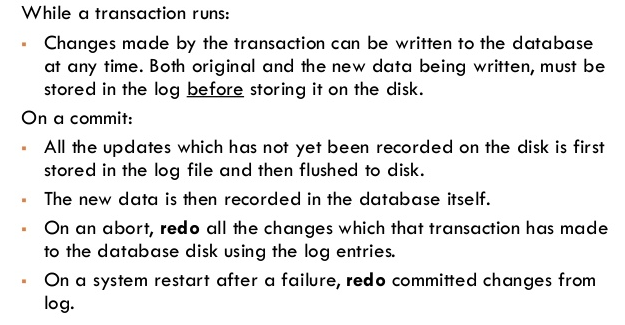 While a transaction runs:
▪ Changes made by the transaction can be written to the database
at any time. Both original and the new data being written, must be
stored in the log before storing it on the disk.
On a commit:
▪ All the updates which has not yet been recorded on the disk is first
stored in the log file and then flushed to disk.
▪ The new data is then recorded in the database itself.
▪ On an abort, redo all the changes which that transaction has made
to the database disk using the log entries.
▪ On a system restart after a failure, redo committed changes from
log.